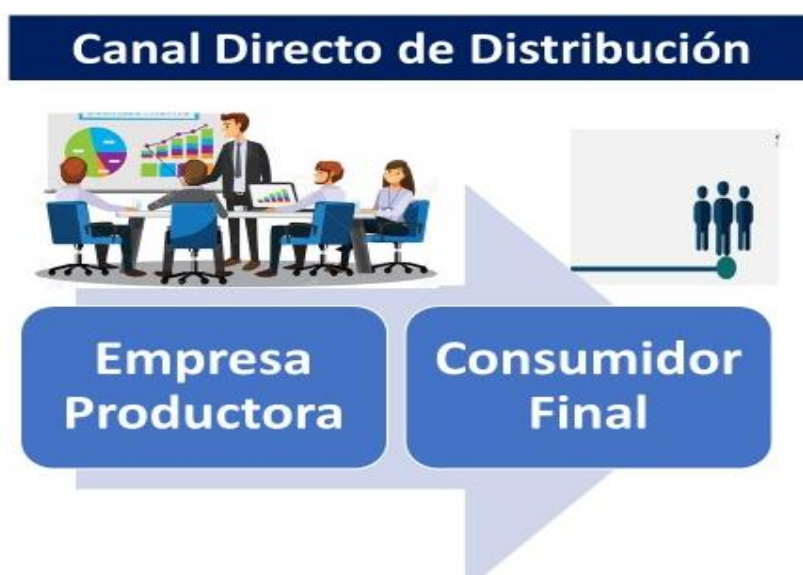 Canal Directo de Distribución
Empresa
Productora
Consumidor
Final